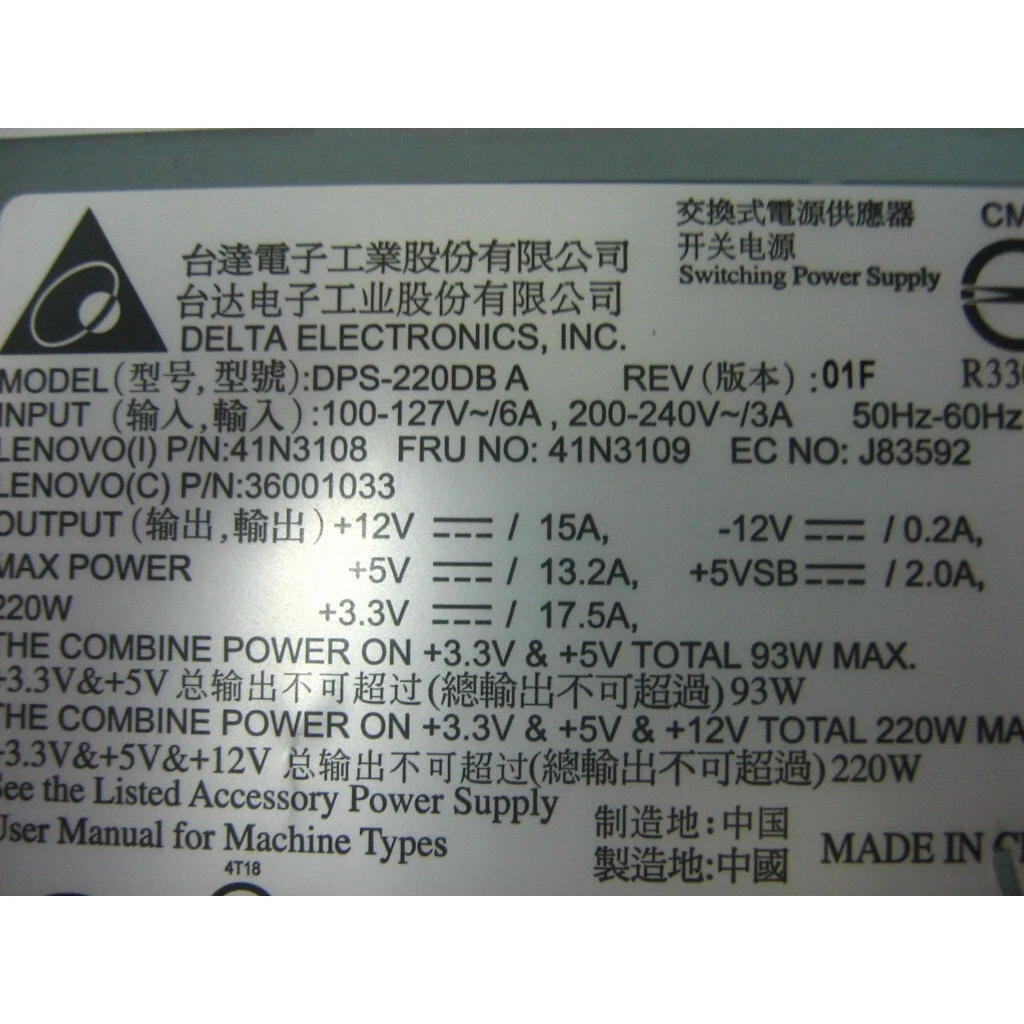 交換式電源供應器
开关电源
Switching Power Supply
CM
台達電子工業股份有限公司
台达电子工业股份有限公司
DELTA ELECTRONICS, INC.
MODEL(型号,型號):DPS-220DB A REV(版本):01F R33
INPUT (输入,輸入):100-127V~/6A , 200-240V~/3A 50Hz-60Hz
LENOVO(I) P/N:41N3108 FRU NO: 41N3109 EC NO: J83592
LENOVO(C) P/N:36001033
OUTPUT (输出,輸出) +12V ⎓ / 15A, -12V ⎓ / 0.2A,
MAX POWER +5V ⎓ / 13.2A, +5VSB ⎓ / 2.0A,
220W +3.3V ⎓ / 17.5A,
THE COMBINE POWER ON +3.3V & +5V TOTAL 93W MAX.
+3.3V&+5V 总输出不可超过(總輸出不可超過)93W
THE COMBINE POWER ON +3.3V & +5V & +12V TOTAL 220W MA
+3.3V&+5V&+12V 总输出不可超过(總輸出不可超過)220W
See the Listed Accessory Power Supply
User Manual for Machine Types
制造地:中国
製造地:中國
MADE IN
4T18